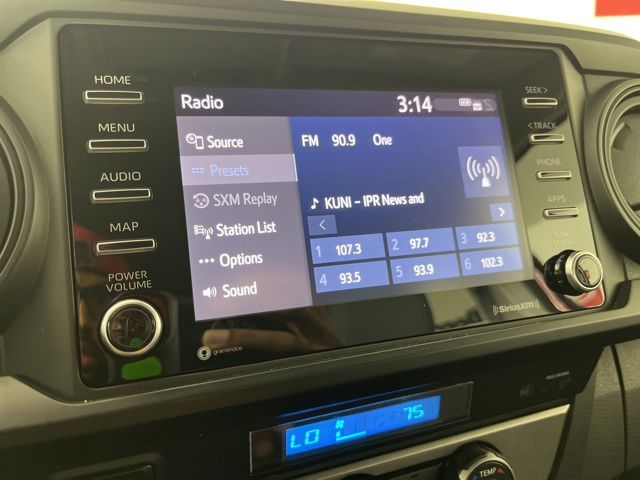 HOME
MENU
AUDIO
MAP
POWER
VOLUME
Radio
3:14
Source
Presets
SXM Replay
Station List
Options
Sound
FM 90.9 One
KUNI – IPR News and
<
>
1 107.3
2 97.7
3 92.3
4 93.5
5 93.9
6 102.3
SEEK >
< TRACK
PHONE
APPS
TUNE
SCROLL
SiriusXM
gracenote
LO
75
TEMP